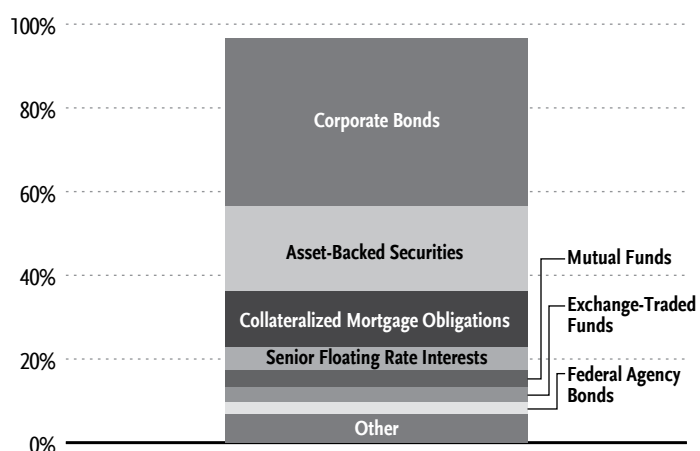 100%
Corporate Bonds
80%
60%
Asset-Backed Securities
Mutual Funds
40%
Exchange-Traded
Funds
Collateralized Mortgage Obligations
20%
Senior Floating Rate Interests
Federal Agency
Bonds
Other
0%